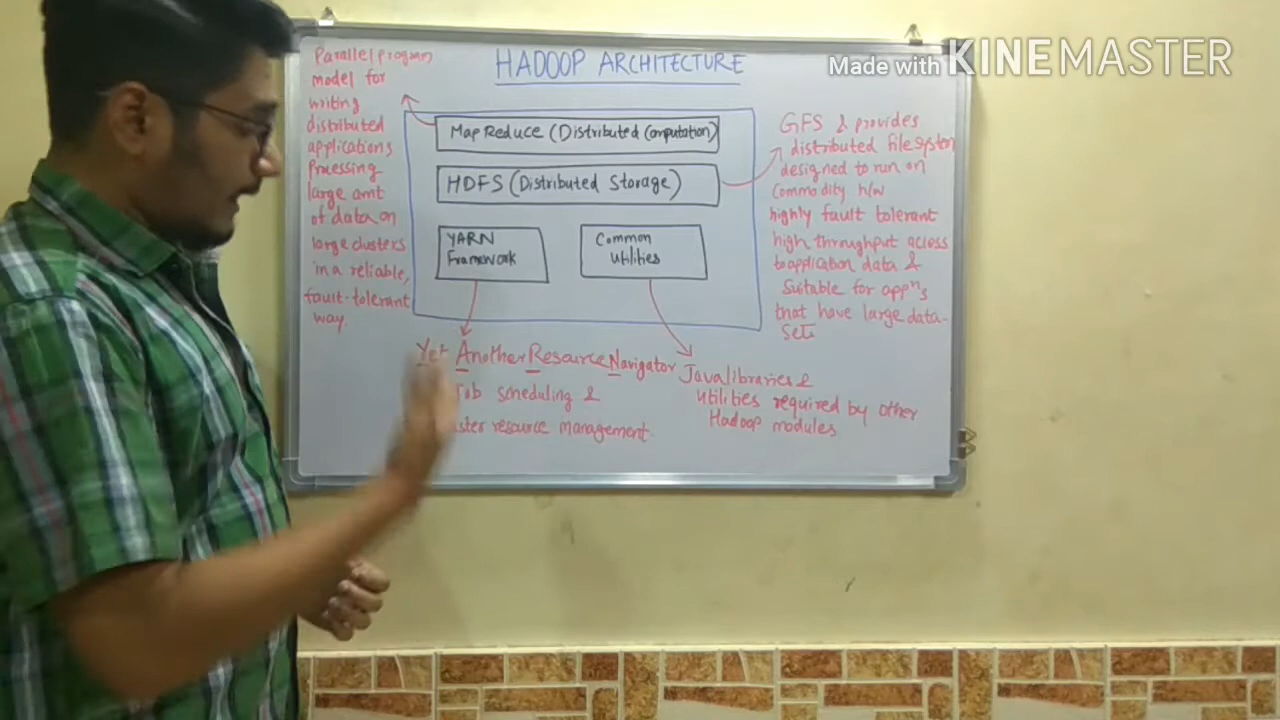 HADOOP ARCHITECTURE
Made with KINEMASTER
Parallel program
model for
writing
distributed
applications
processing
large amt
of data on
large clusters
in a reliable,
fault-tolerant
way.
Map Reduce (Distributed Computation)
HDFS (Distributed Storage)
YARN
Framework
Common
Utilities
GFS & provides
distributed file system
designed to run on
Commodity h/w
highly fault tolerant
high throughput access
to application data &
Suitable for appns
that have large data-
sets
Yet Another Resource Navigator
Job scheduling &
resource management.
Java libraries &
utilities required by other
Hadoop modules.